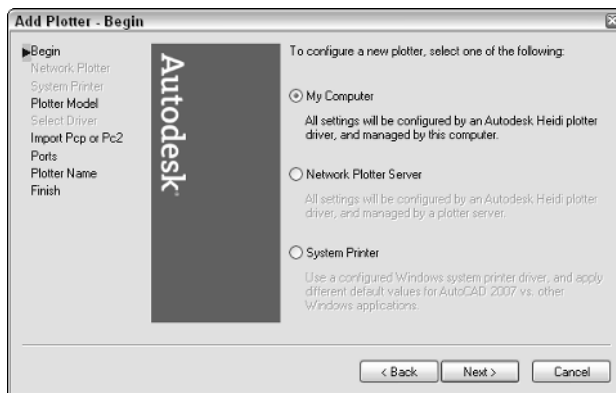 Add Plotter - Begin
Begin
Network Plotter
System Printer
Plotter Model
Select Driver
Import Pcp or Pc2
Ports
Plotter Name
Finish
Autodesk
To configure a new plotter, select one of the following:
My Computer
All settings will be configured by an Autodesk Heidi plotter
driver, and managed by this computer.
Network Plotter Server
All settings will be configured by an Autodesk Heidi plotter
driver, and managed by a plotter server.
System Printer
Use a configured Windows system printer driver, and apply
different default values for AutoCAD 2007 vs. other
Windows applications.
< Back
Next >
Cancel